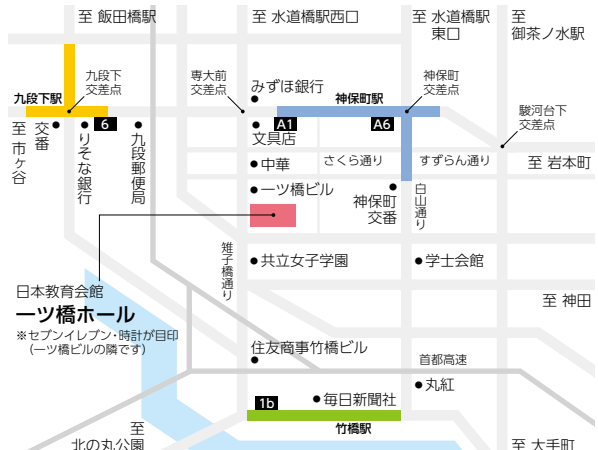 至 飯田橋駅
至 水道橋駅西口
至 水道橋駅
東口
至
御茶ノ水駅
九段下
交差点
専大前
交差点
みずほ銀行
神保町
交差点
九段下駅
神保町駅
駿河台下
交差点
至 市ヶ谷
交番
りそな銀行
6
九段郵便局
A1
A6
文具店
中華
さくら通り
すずらん通り
至 岩本町
一ツ橋ビル
神保町
交番
白山通り
雉子橋通り
共立女子学園
学士会館
日本教育会館
一ツ橋ホール
※セブンイレブン・時計が目印
(一ツ橋ビルの隣です)
至 神田
住友商事竹橋ビル
首都高速
丸紅
1b
毎日新聞社
竹橋駅
至
北の丸公園
至 大手町